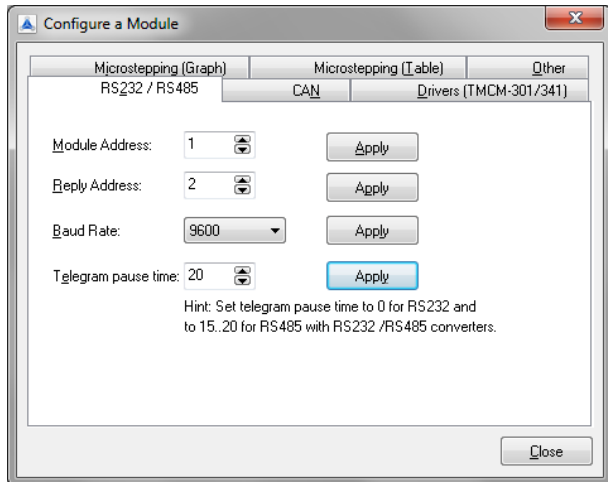 Configure a Module
Microstepping (Graph) Microstepping (Table) Other
RS232 / RS485 CAN Drivers (TMCM-301/341)
Module Address: 1 Apply
Reply Address: 2 Apply
Baud Rate: 9600 Apply
Telegram pause time: 20 Apply
Hint: Set telegram pause time to 0 for RS232 and
to 15..20 for RS485 with RS232 /RS485 converters.
Close